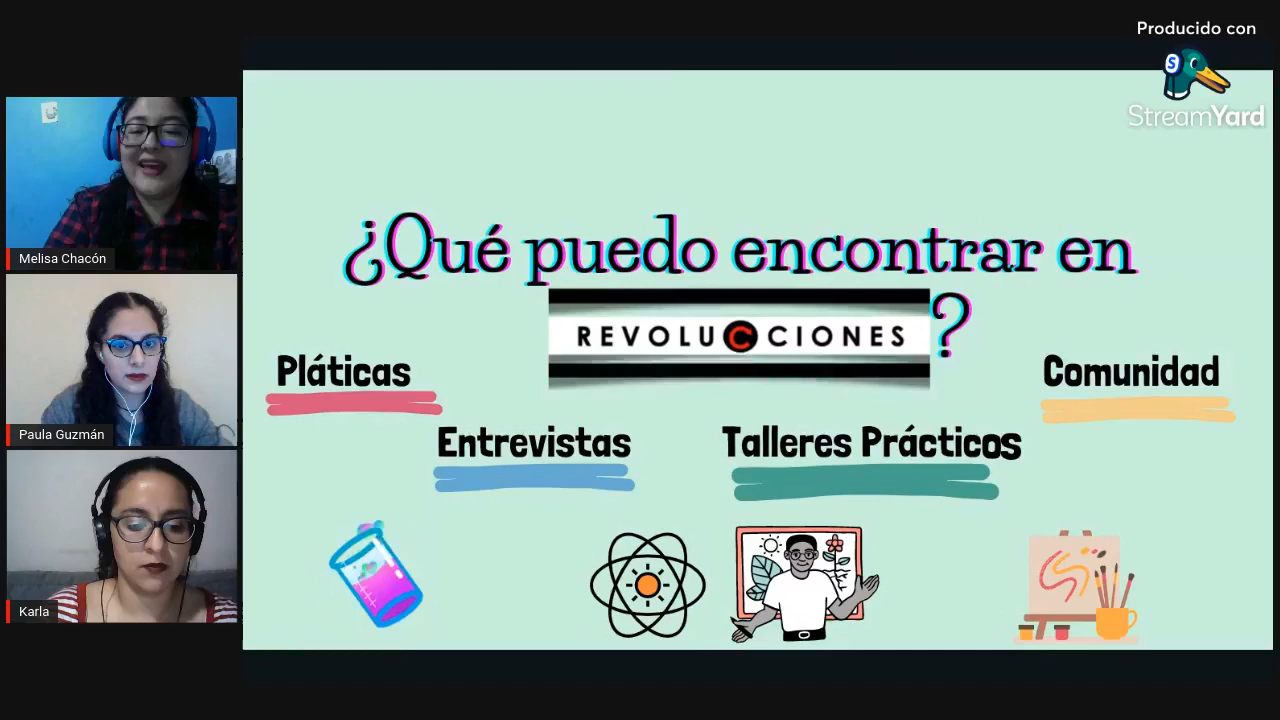 Producido con
S
StreamYard
Melisa Chacón
Paula Guzmán
Karla
¿Qué puedo encontrar en
REVOLUCCIONES ?
Pláticas
Comunidad
Entrevistas
Talleres Prácticos